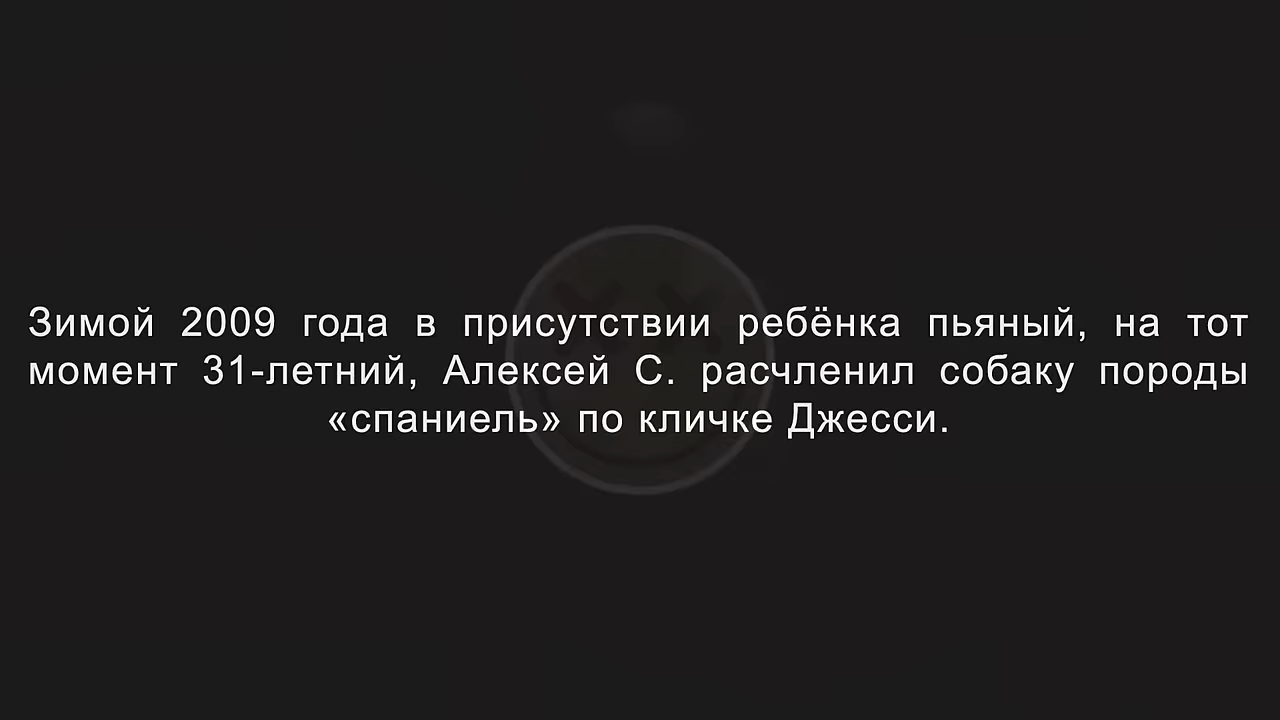 Зимой 2009 года в присутствии ребёнка пьяный, на тот
момент 31-летний, Алексей С. расчленил собаку породы
«спаниель» по кличке Джесси.